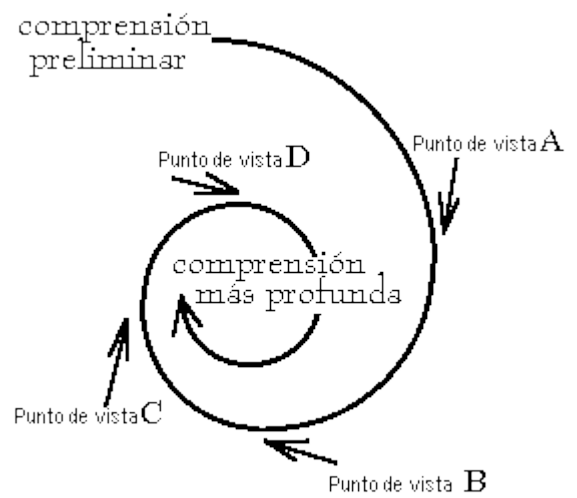 comprensión
preliminar
Punto de vista A
Punto de vista D
comprensión
más profunda
Punto de vista C
Punto de vista B